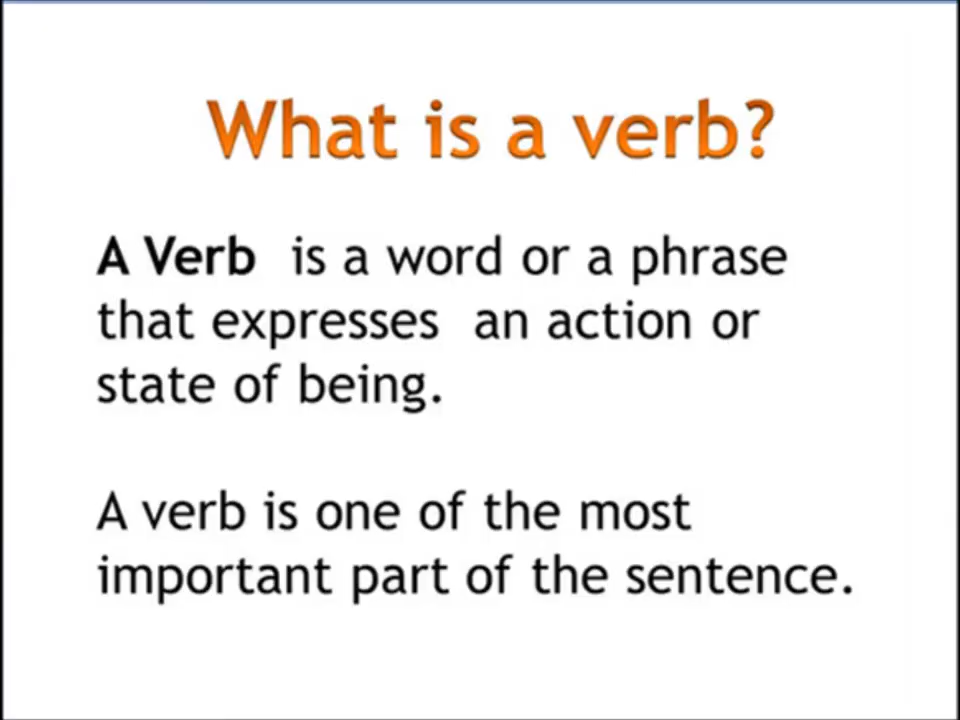 What is a verb?
A Verb  is a word or a phrase
that expresses  an action or
state of being.
A verb is one of the most
important part of the sentence.